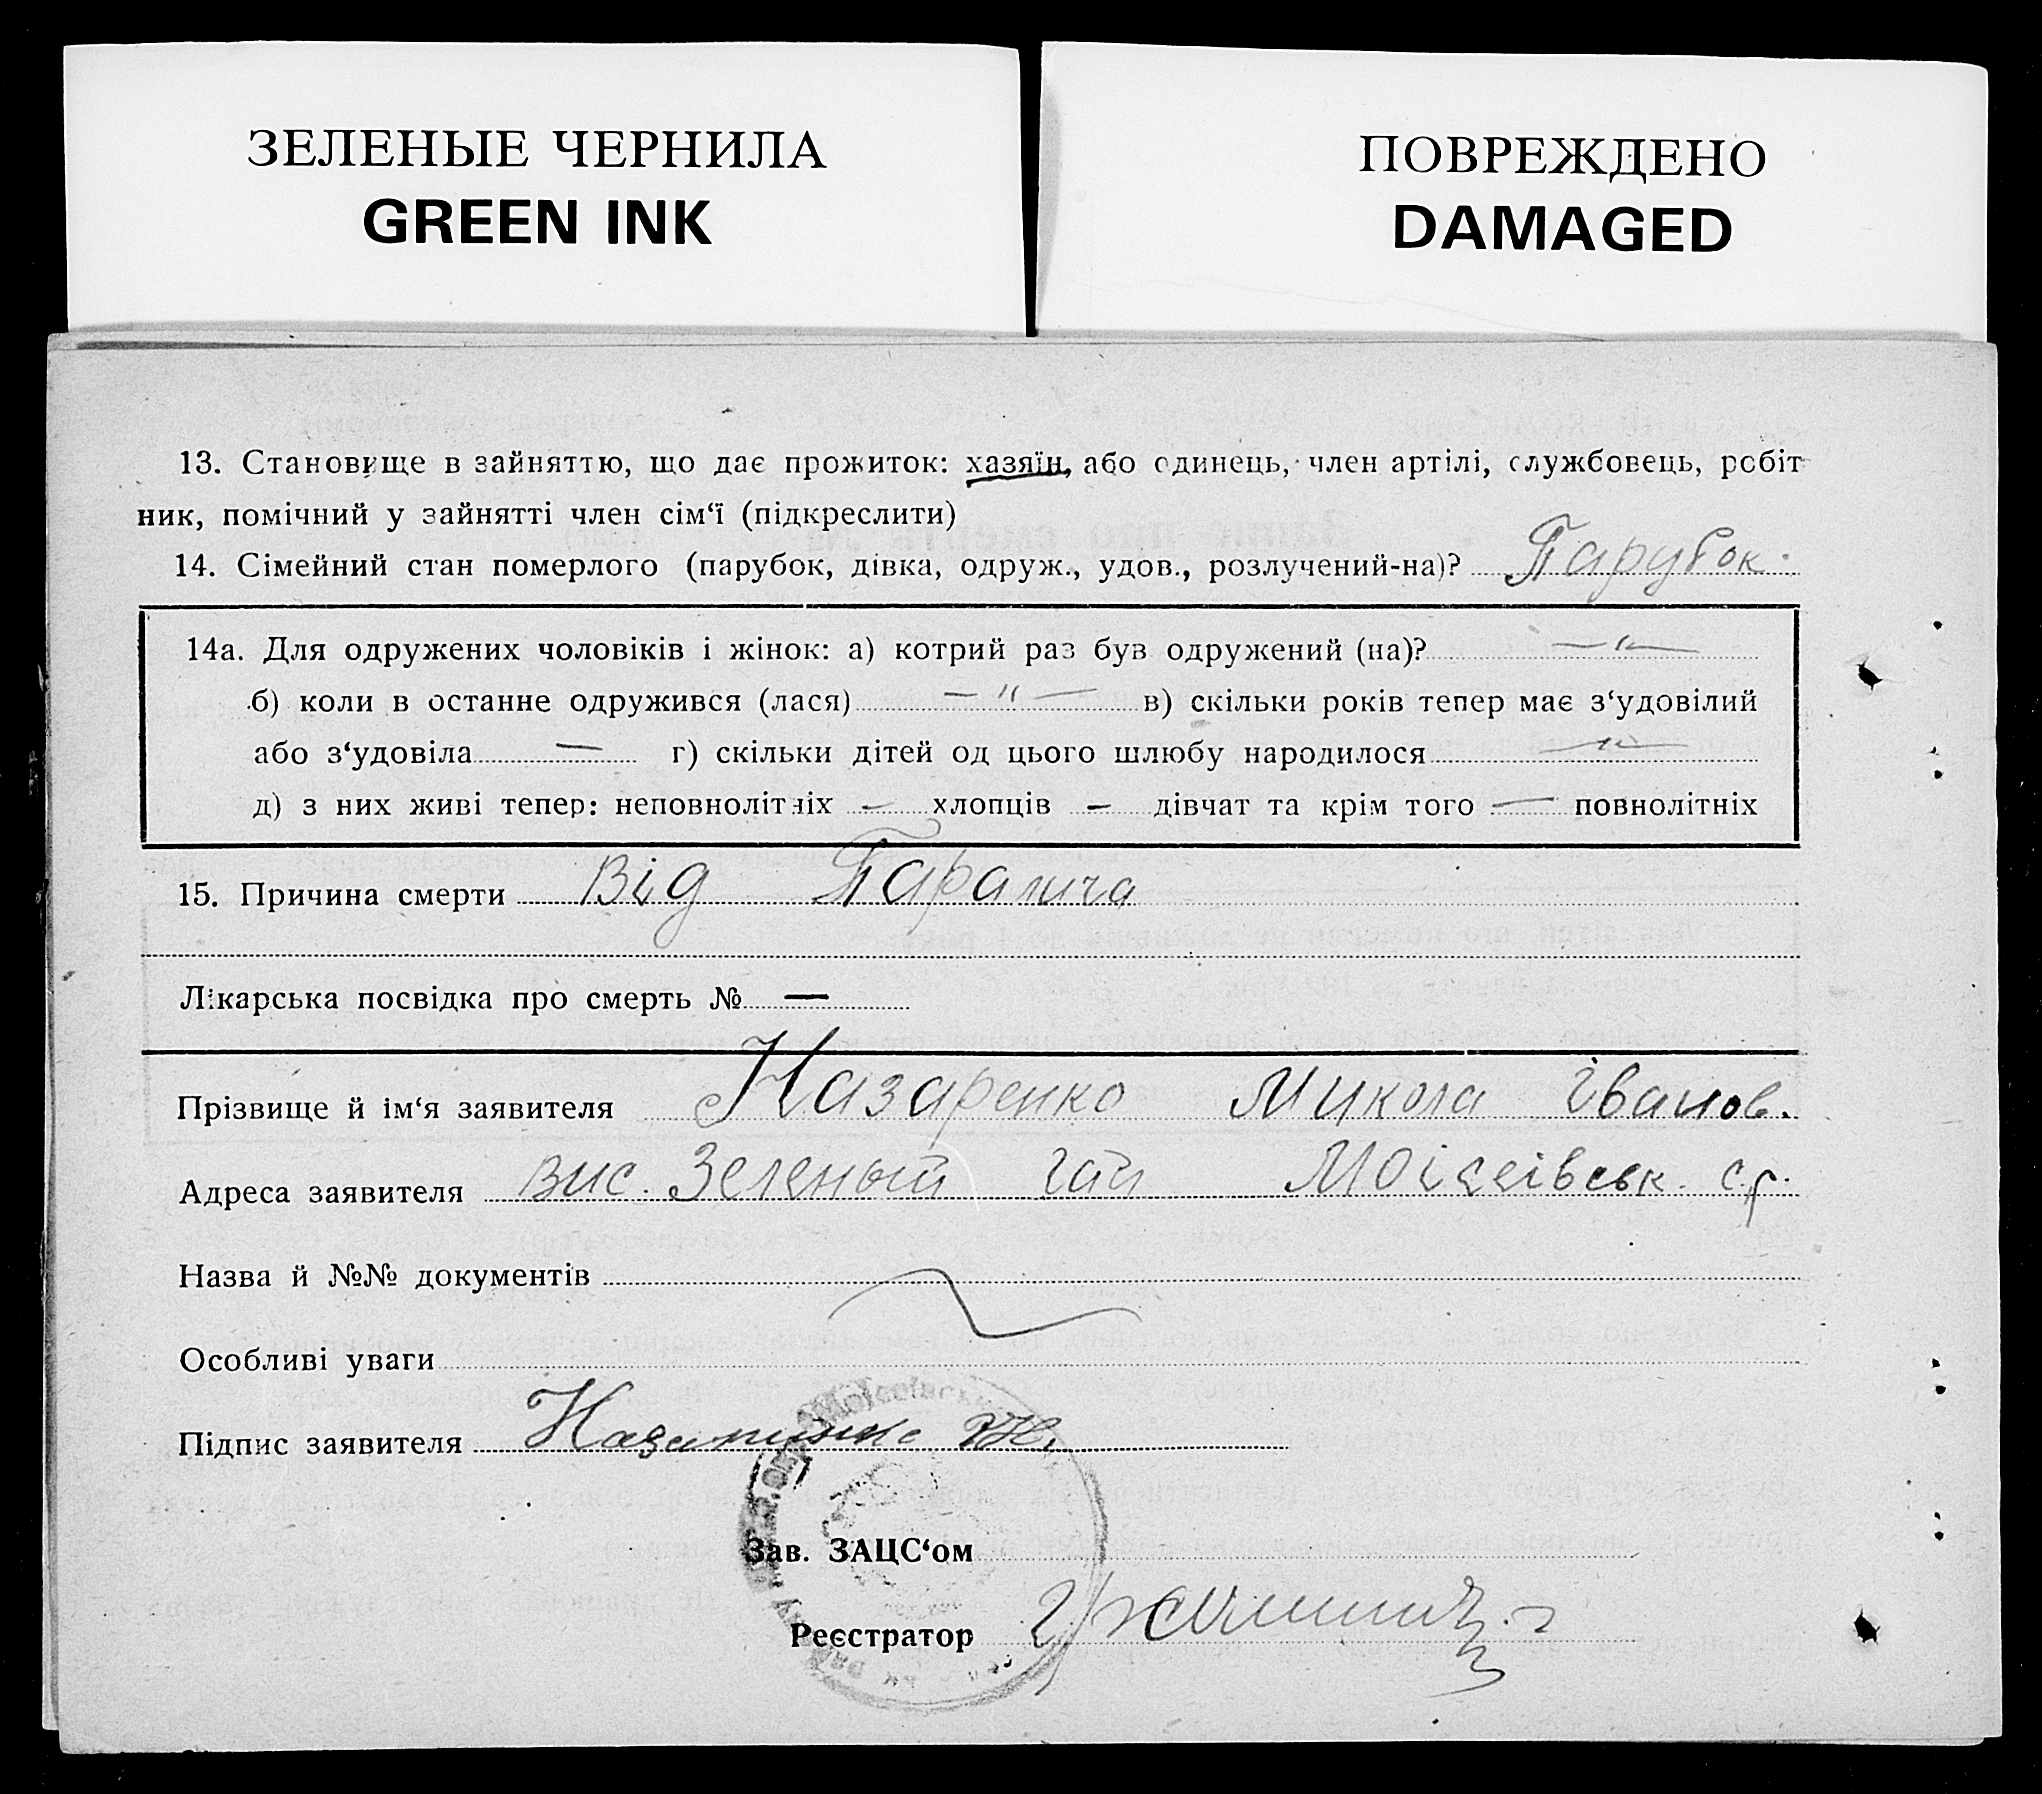 ЗЕЛЕНЫЕ ЧЕРНИЛА
GREEN INK
ПОВРЕЖДЕНО
DAMAGED
13. Становище в зайняттю, що дає прожиток: хазяїн, або одинець, член артілі, службовець, робіт
ник, помічний у зайнятті член сім‘ї (підкреслити)
14. Сімейний стан померлого (парубок, дівка, одруж., удов., розлучений-на)? Парубок.
14а. Для одружених чоловіків і жінок: а) котрий раз був одружений (на)? — " —
б) коли в останне одружився (лася) — " — в) скільки років тепер має з‘удовілий
або з‘удовіла — г) скільки дітей од цього шлюбу народилося — " —
д) з них живі тепер: неповнолітніх — хлопців — дівчат та крім того — повнолітніх
15. Причина смерти Від Паралича
Лікарська посвідка про смерть № —
Прізвище й ім‘я заявителя Назаренко Микола Іванов.
Адреса заявителя вис. Зеленый Гай Моісеівськ. с.р.
Назва й №№ документів
Особливі уваги
Підпис заявителя Назаренко
Зав. ЗАЦС‘ом
Реєстратор